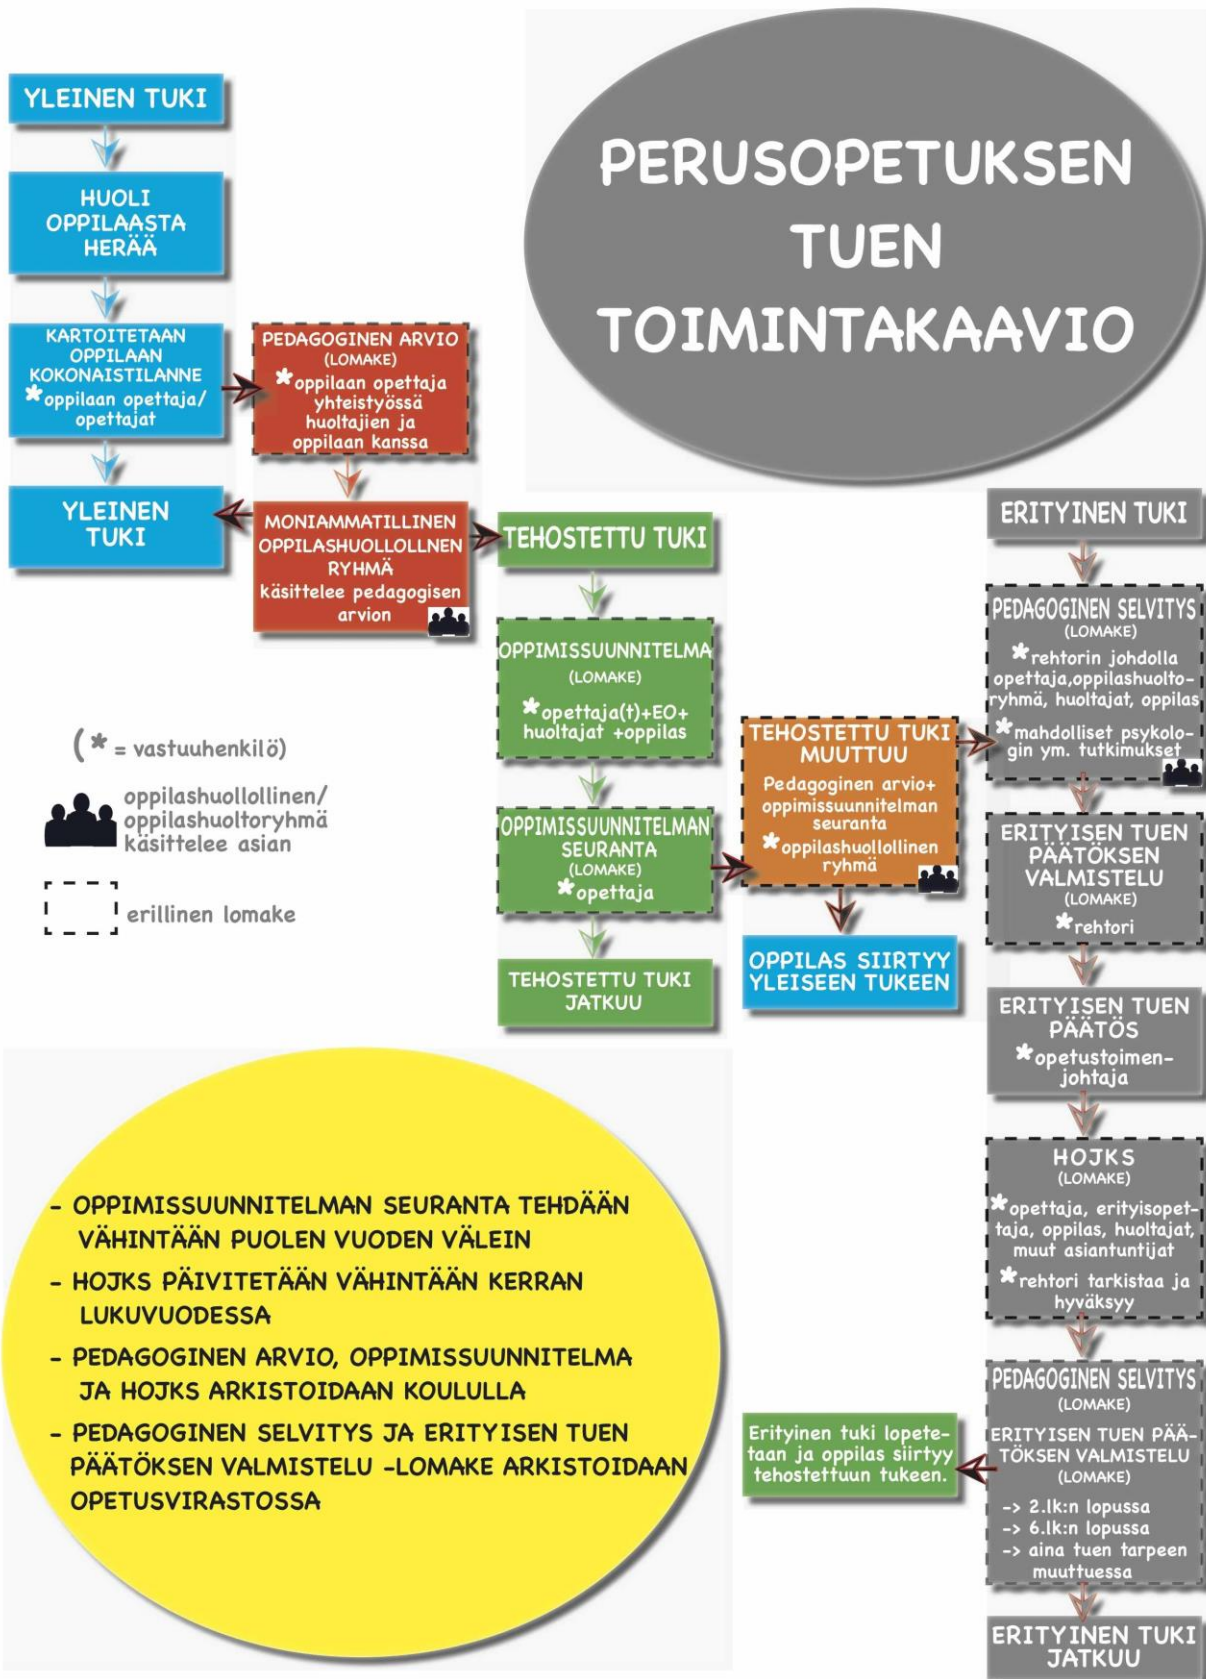 PERUSOPETUKSEN
TUEN
TOIMINTAKAAVIO
YLEINEN TUKI
HUOLI
OPPILAASTA
HERÄÄ
KARTOITETAAN
OPPILAAN
KOKONAISTILANNE
*oppilaan opettaja/
opettajat
YLEINEN
TUKI
PEDAGOGINEN ARVIO
(LOMAKE)
*oppilaan opettaja
yhteistyössä
huoltajien ja
oppilaan kanssa
MONIAMMATILLINEN
OPPILASHUOLLOLLNEN
RYHMÄ
käsittelee pedagogisen
arvion
TEHOSTETTU TUKI
OPPIMISSUUNNITELMA
(LOMAKE)
*opettaja(t)+EO+
huoltajat +oppilas
OPPIMISSUUNNITELMAN
SEURANTA
(LOMAKE)
*opettaja
TEHOSTETTU TUKI
JATKUU
TEHOSTETTU TUKI
MUUTTUU
Pedagoginen arvio+
oppimissuunnitelman
seuranta
*oppilashuollollinen
ryhmä
OPPILAS SIIRTYY
YLEISEEN TUKEEN
ERITYINEN TUKI
PEDAGOGINEN SELVITYS
(LOMAKE)
*rehtorin johdolla
opettaja,oppilashuolto-
ryhmä, huoltajat, oppilas
*mahdolliset psykolo-
gin ym. tutkimukset
ERITYISEN TUEN
PÄÄTÖKSEN
VALMISTELU
(LOMAKE)
*rehtori
ERITYISEN TUEN
PÄÄTÖS
*opetustoimen-
johtaja
HOJKS
(LOMAKE)
*opettaja, erityisopet-
taja, oppilas, huoltajat,
muut asiantuntijat
*rehtori tarkistaa ja
hyväksyy
PEDAGOGINEN SELVITYS
(LOMAKE)
ERITYISEN TUEN PÄÄ-
TÖKSEN VALMISTELU
(LOMAKE)
-> 2.lk:n lopussa
-> 6.lk:n lopussa
-> aina tuen tarpeen
muuttuessa
Erityinen tuki lopete-
taan ja oppilas siirtyy
tehostettuun tukeen.
ERITYINEN TUKI
JATKUU
(* = vastuuhenkilö)
oppilashuollollinen/
oppilashuoltoryhmä
käsittelee asian
erillinen lomake
- OPPIMISSUUNNITELMAN SEURANTA TEHDÄÄN
VÄHINTÄÄN PUOLEN VUODEN VÄLEIN
- HOJKS PÄIVITETÄÄN VÄHINTÄÄN KERRAN
LUKUVUODESSA
- PEDAGOGINEN ARVIO, OPPIMISSUUNNITELMA
JA HOJKS ARKISTOIDAAN KOULULLA
- PEDAGOGINEN SELVITYS JA ERITYISEN TUEN
PÄÄTÖKSEN VALMISTELU -LOMAKE ARKISTOIDAAN
OPETUSVIRASTOSSA